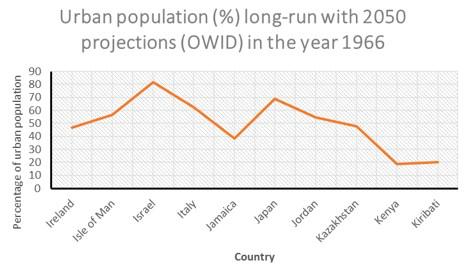 Urban population (%) long-run with 2050
projections (OWID) in the year 1966
Percentage of urban population
90
80
70
60
50
40
30
20
10
0
Ireland
Isle of Man
Israel
Italy
Jamaica
Japan
Jordan
Kazakhstan
Kenya
Kiribati
Country